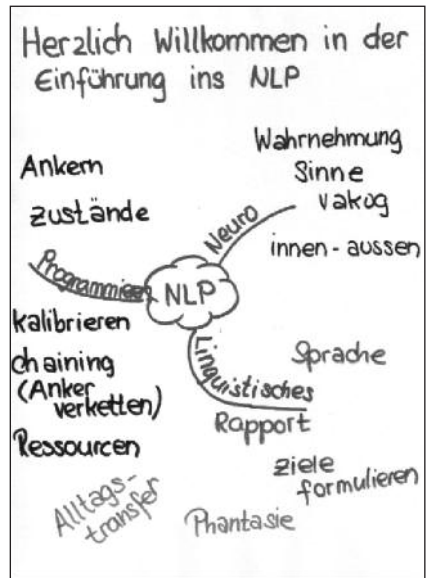 Herzlich Willkommen in der
Einführung ins NLP
Ankern
zustände
Programmieren
kalibrieren
chaining
(Anker
verketten)
Ressourcen
NLP
Neuro
Wahrnehmung
Sinne
vakog
innen - aussen
Linguistisches
Sprache
Rapport
ziele
formulieren
Alltags-
transfer
Phantasie